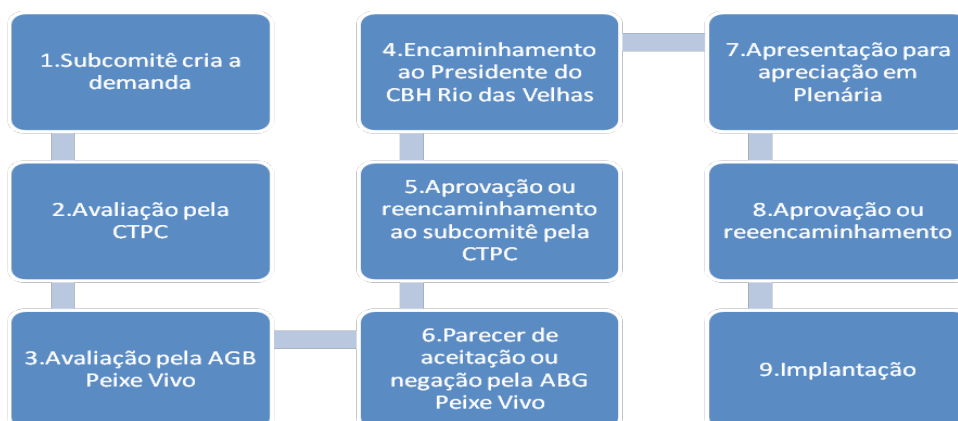 1.Subcomitê cria a
demanda
2.Avaliação pela
CTPC
3.Avaliação pela AGB
Peixe Vivo
4.Encaminhamento
ao Presidente do
CBH Rio das Velhas
5.Aprovação ou
reencaminhamento
ao subcomitê pela
CTPC
6.Parecer de
aceitação ou
negação pela ABG
Peixe Vivo
7.Apresentação para
apreciação em
Plenária
8.Aprovação ou
reeencaminhamento
9.Implantação